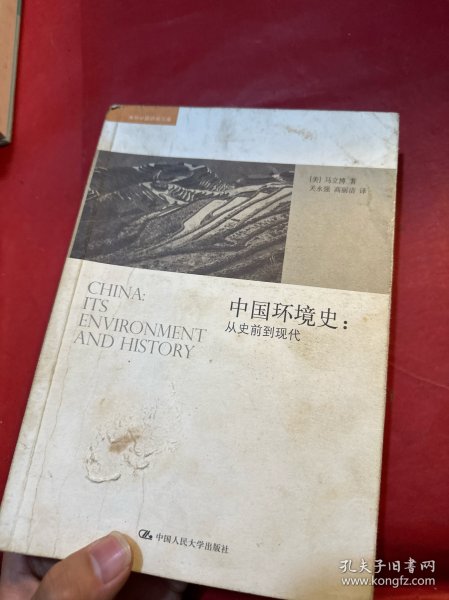 [美] 马立博 著
关永强 高丽洁 译
CHINA:
ITS
ENVIRONMENT
AND HISTORY
中国环境史：
从史前到现代
中国人民大学出版社
孔夫子旧书网
www.kongfz.com